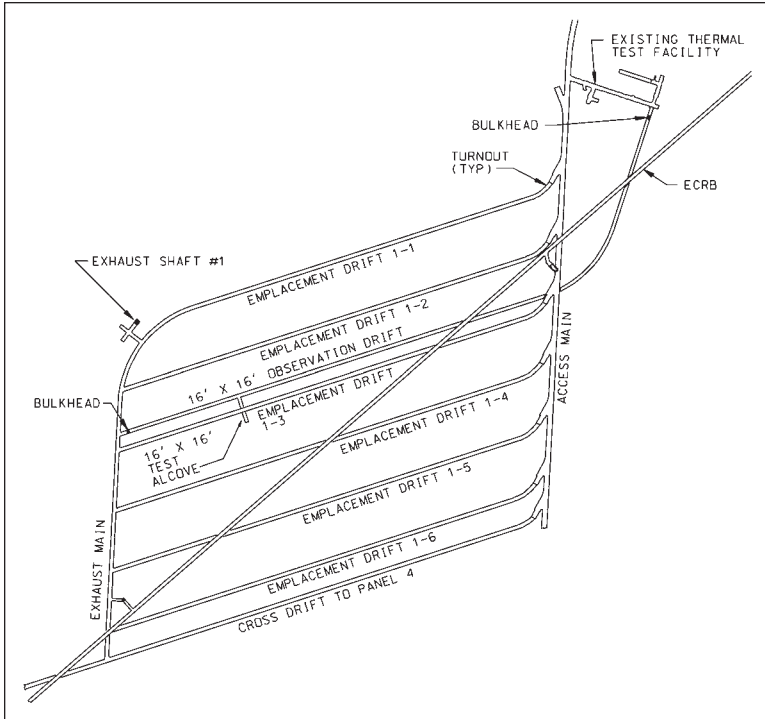 EXISTING THERMAL
TEST FACILITY
BULKHEAD
TURNOUT
(TYP)
ECRB
EXHAUST SHAFT #1
EMPLACEMENT DRIFT 1-1
EMPLACEMENT DRIFT 1-2
16' X 16' OBSERVATION DRIFT
BULKHEAD
EMPLACEMENT DRIFT
1-3
16' X 16'
TEST
ALCOVE
ACCESS MAIN
EMPLACEMENT DRIFT 1-4
EMPLACEMENT DRIFT 1-5
EMPLACEMENT DRIFT 1-6
EXHAUST MAIN
CROSS DRIFT TO PANEL 4